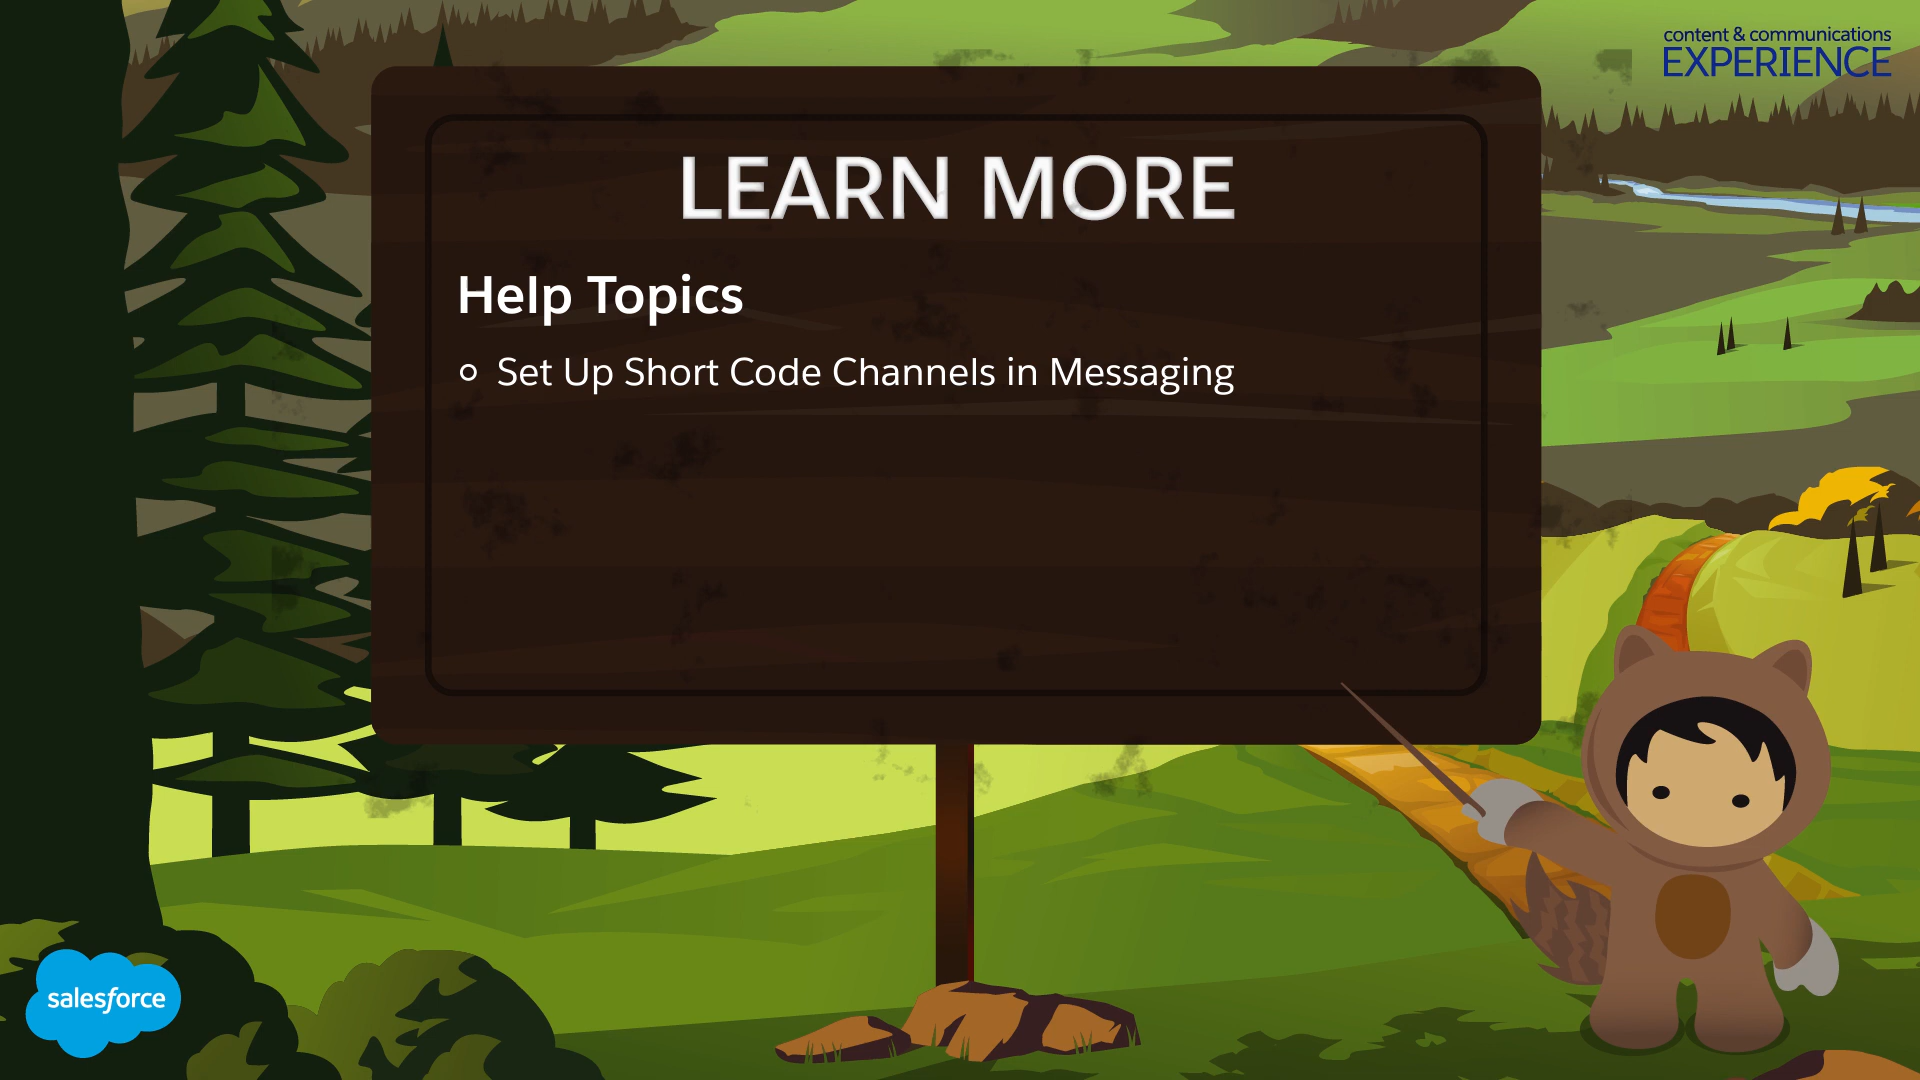 content & communications
EXPERIENCE
LEARN MORE
Help Topics
Set Up Short Code Channels in Messaging
salesforce